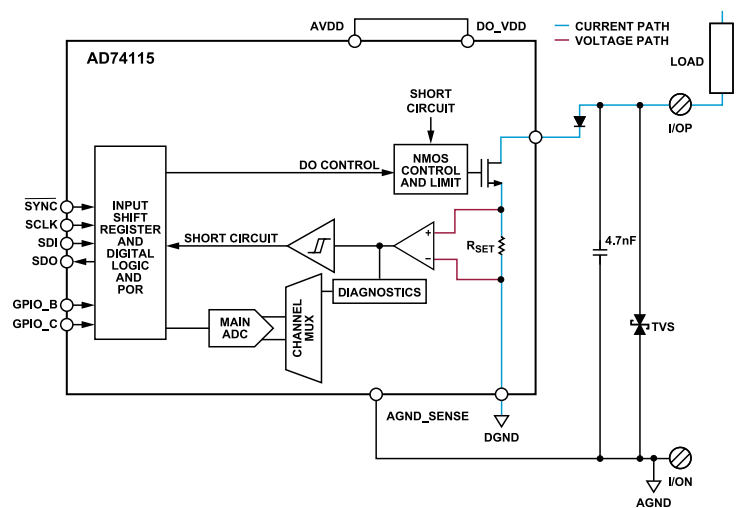 AVDD
DO_VDD
CURRENT PATH
VOLTAGE PATH
AD74115
LOAD
SHORT
CIRCUIT
I/OP
DO CONTROL
NMOS
CONTROL
AND LIMIT
INPUT
SHIFT
REGISTER
AND
DIGITAL
LOGIC
AND
POR
SYNC
SCLK
SDI
SDO
GPIO_B
GPIO_C
SHORT CIRCUIT
+
–
RSET
4.7nF
DIAGNOSTICS
MAIN
ADC
CHANNEL
MUX
TVS
AGND_SENSE
DGND
I/ON
AGND